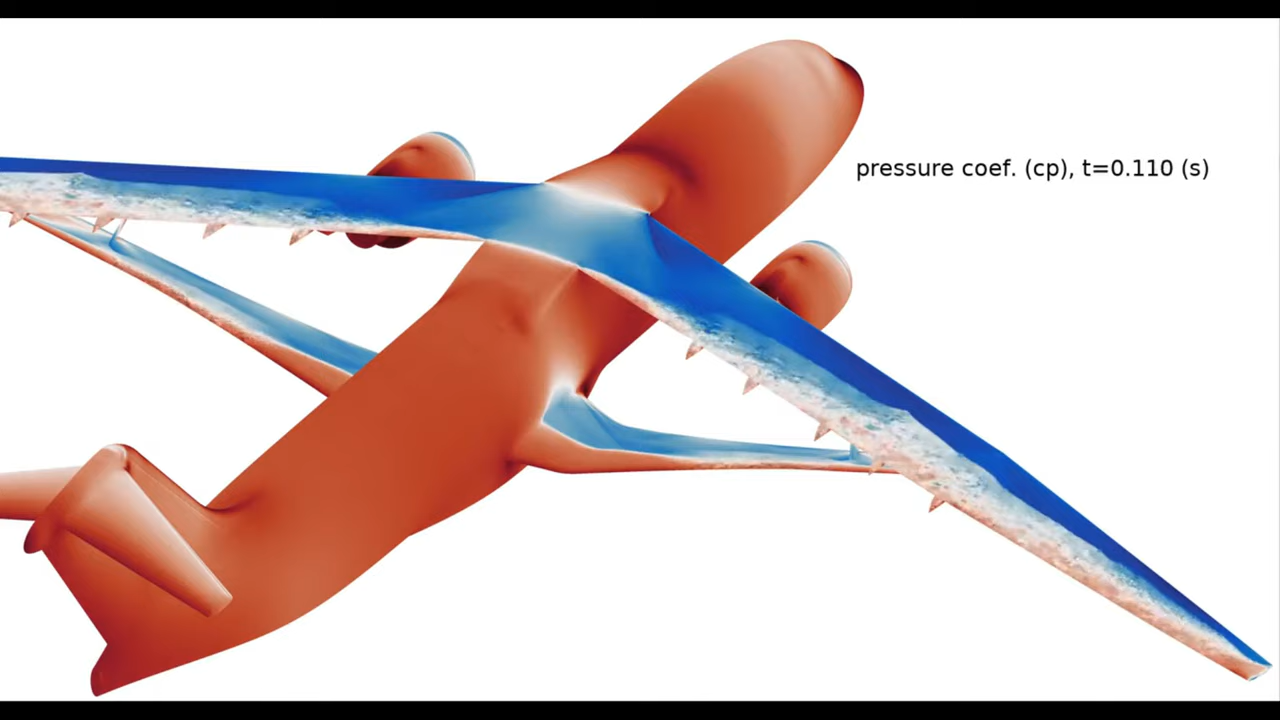 pressure coef. (cp), t=0.110 (s)